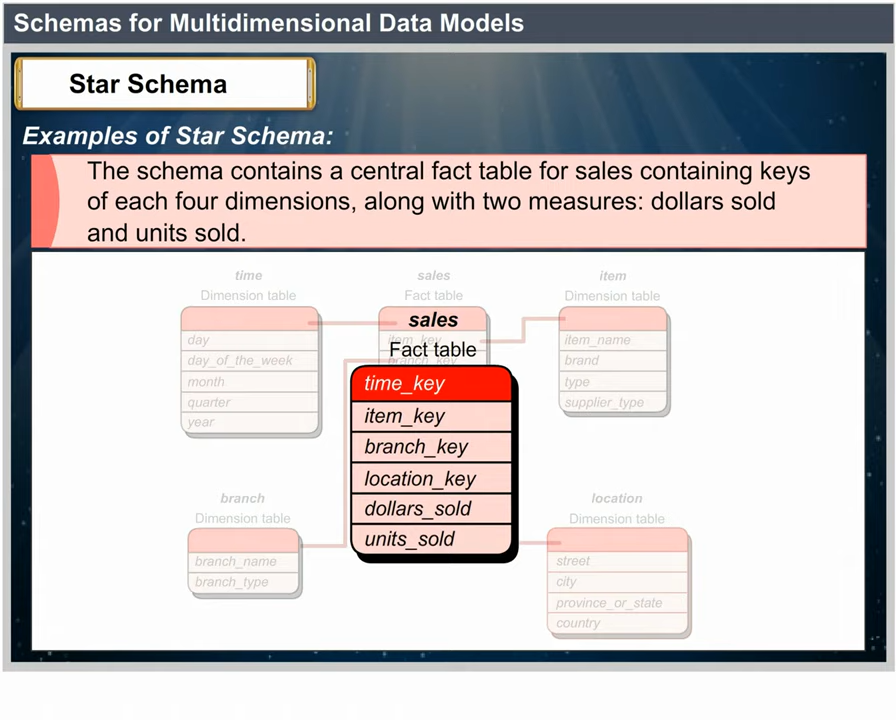 Schemas for Multidimensional Data Models
Star Schema
Examples of Star Schema:
The schema contains a central fact table for sales containing keys
of each four dimensions, along with two measures: dollars sold
and units sold.
time
Dimension table
day
day_of_the_week
month
quarter
year
sales
Fact table
item_key
branch_key
item
Dimension table
item_name
brand
type
supplier_type
sales
Fact table
time_key
item_key
branch_key
location_key
dollars_sold
units_sold
branch
Dimension table
branch_name
branch_type
location
Dimension table
street
city
province_or_state
country